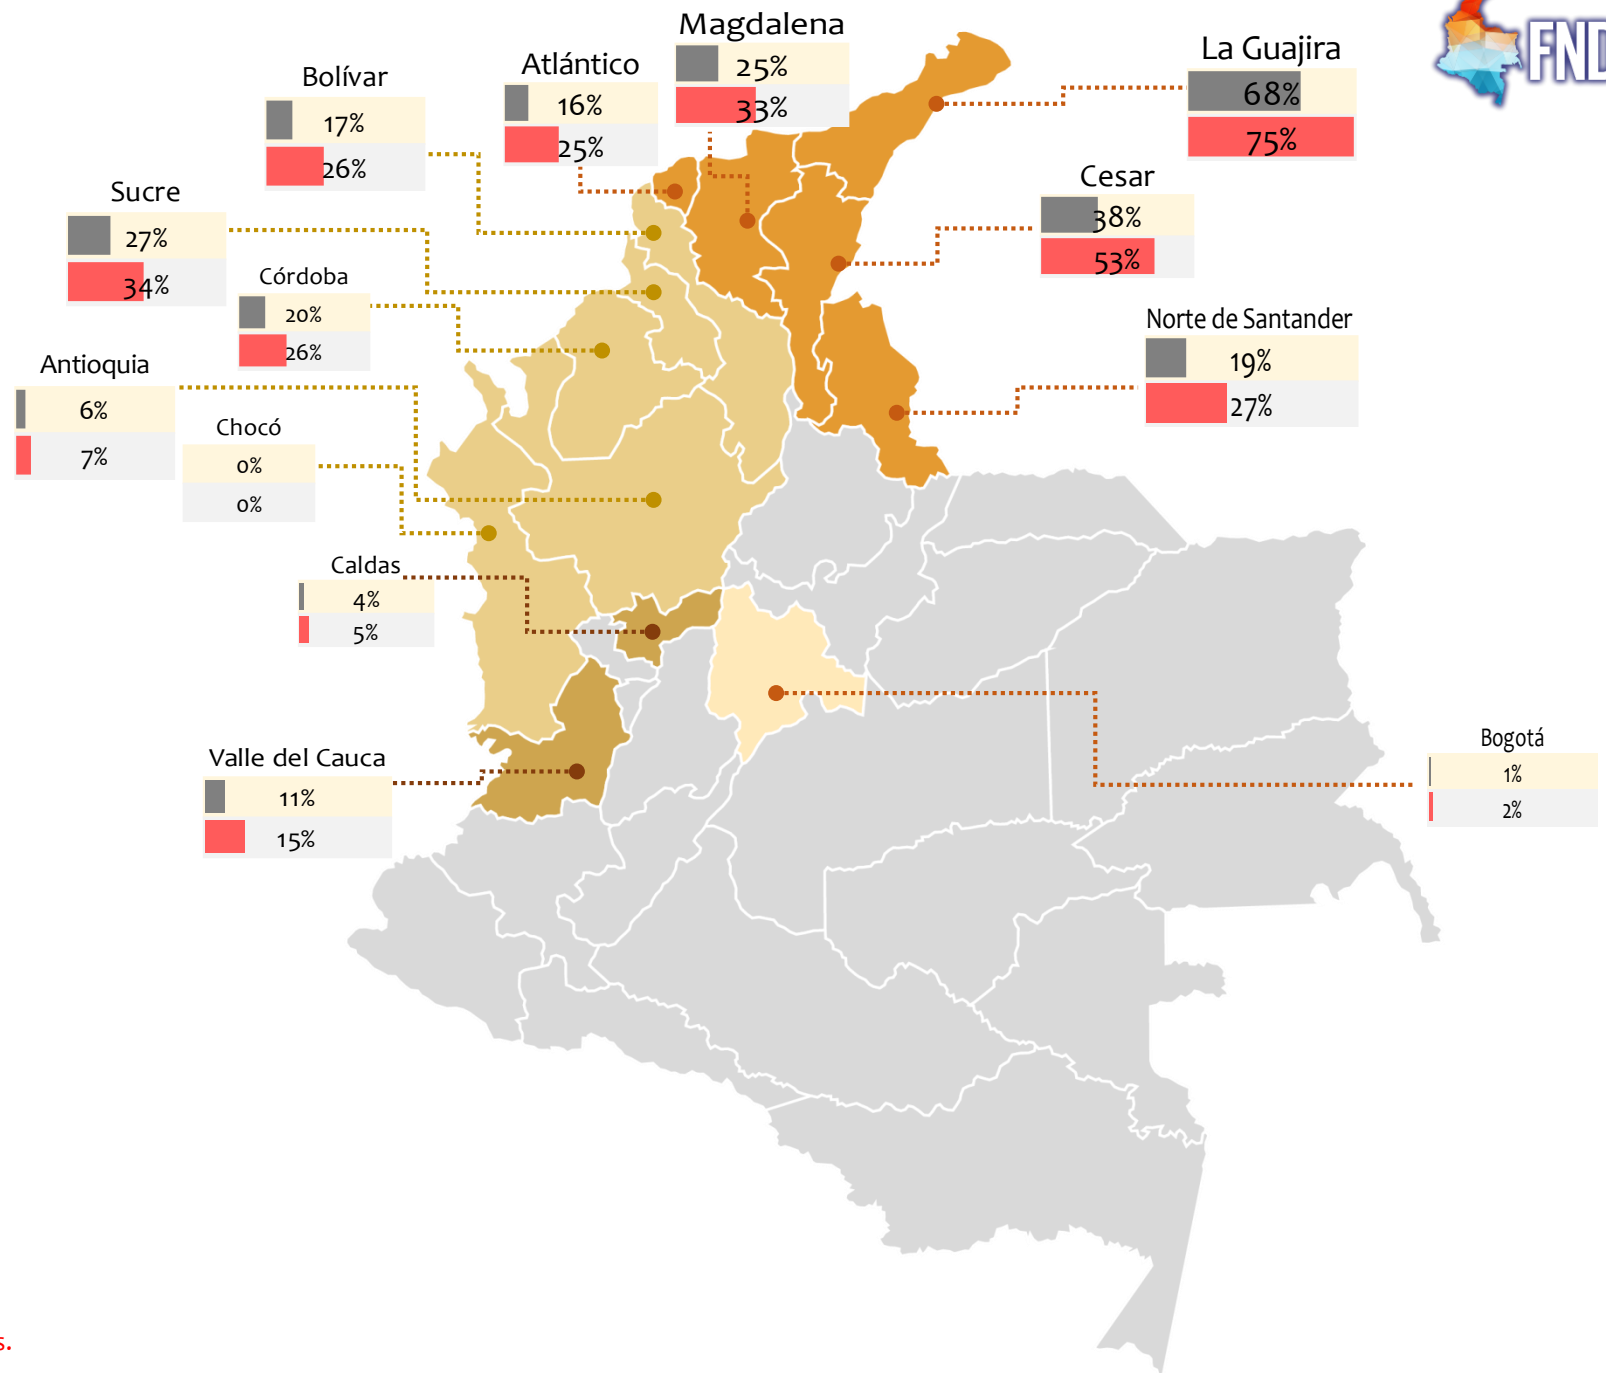 Magdalena
25%
33%
La Guajira
68%
75%
FND
Atlántico
16%
25%
Bolívar
17%
26%
Cesar
38%
53%
Sucre
27%
34%
Córdoba
20%
26%
Norte de Santander
19%
27%
Antioquia
6%
7%
Chocó
0%
0%
Caldas
4%
5%
Bogotá
1%
2%
Valle del Cauca
11%
15%
s.